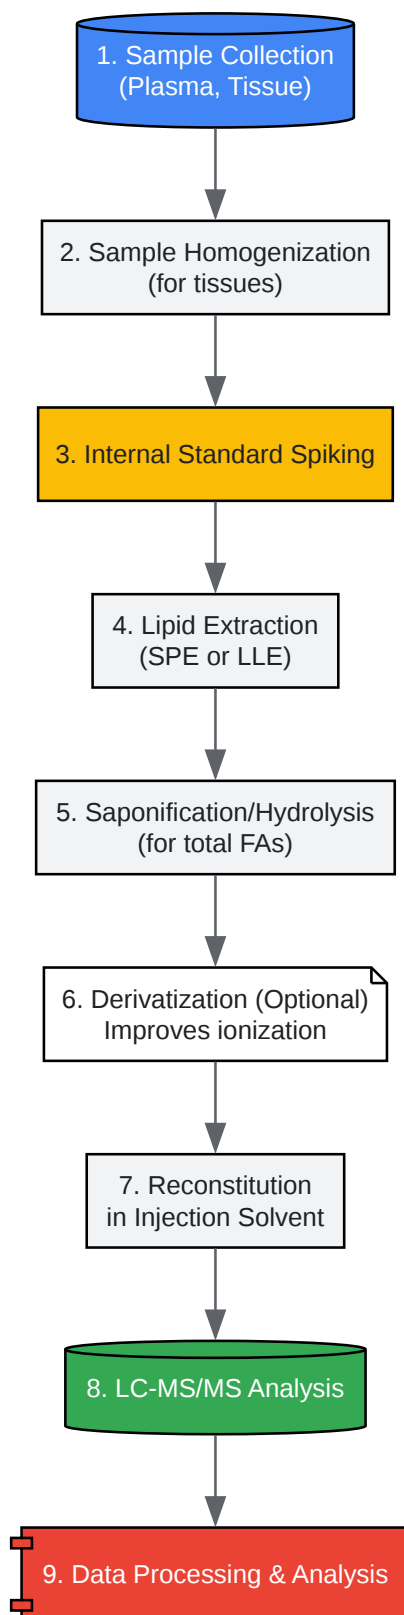 1. Sample Collection
(Plasma, Tissue)
2. Sample Homogenization
(for tissues)
3. Internal Standard Spiking
4. Lipid Extraction
(SPE or LLE)
5. Saponification/Hydrolysis
(for total FAs)
6. Derivatization (Optional)
Improves ionization
7. Reconstitution
in Injection Solvent
8. LC-MS/MS Analysis
9. Data Processing & Analysis